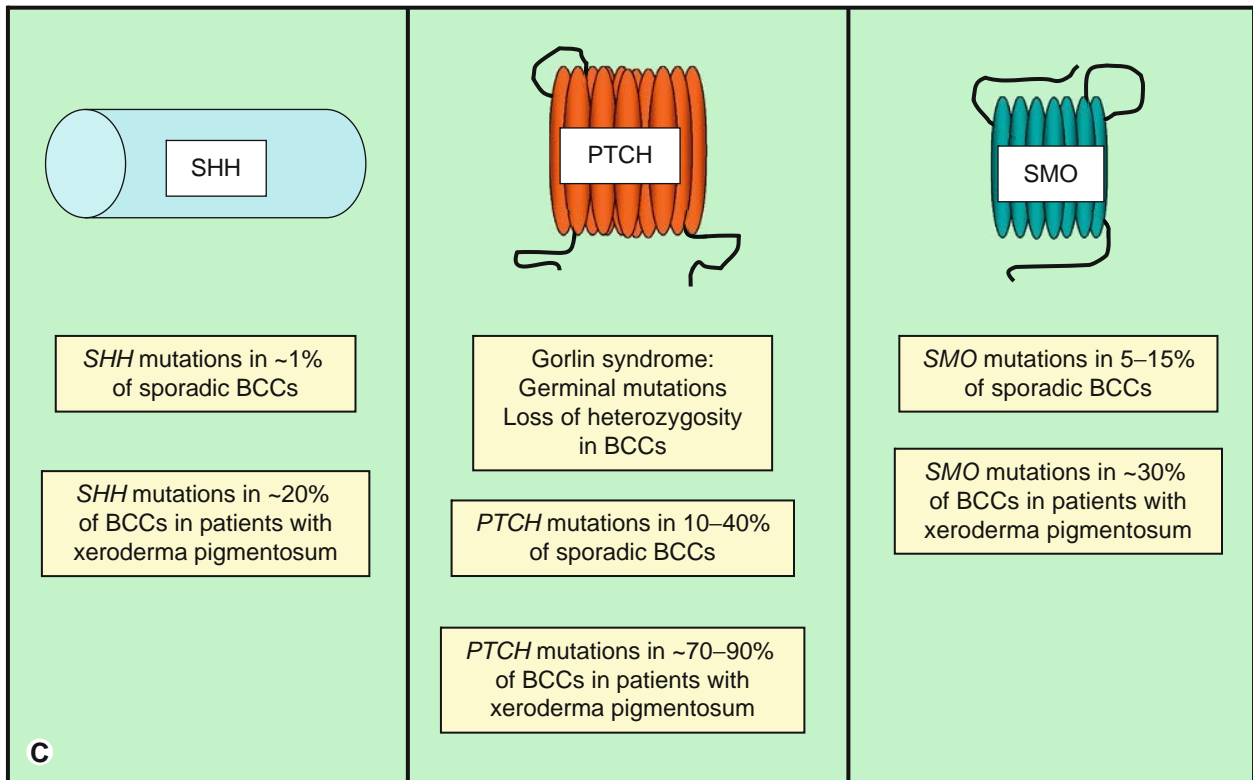 SHH
SHH mutations in ~1%
of sporadic BCCs
SHH mutations in ~20%
of BCCs in patients with
xeroderma pigmentosum
PTCH
Gorlin syndrome:
Germinal mutations
Loss of heterozygosity
in BCCs
PTCH mutations in 10–40%
of sporadic BCCs
PTCH mutations in ~70–90%
of BCCs in patients with
xeroderma pigmentosum
SMO
SMO mutations in 5–15%
of sporadic BCCs
SMO mutations in ~30%
of BCCs in patients with
xeroderma pigmentosum
C